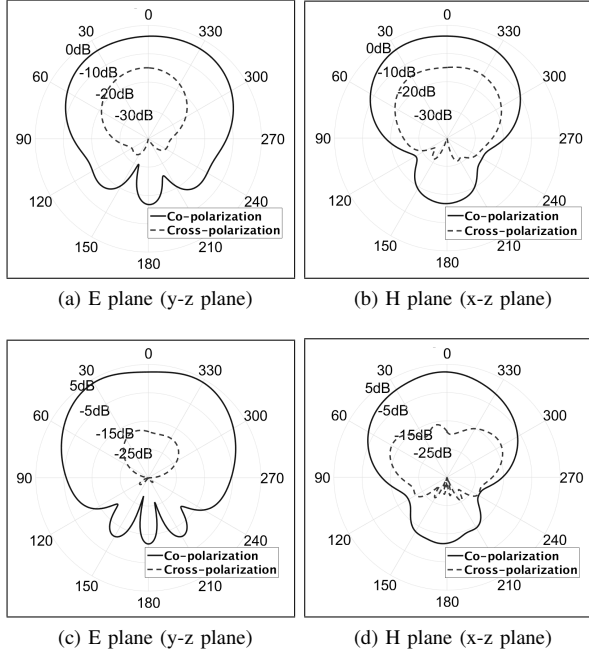 0
0
30
330
30
330
0dB
0dB
60
-10dB
300
60
-10dB
300
-20dB
-20dB
-30dB
-30dB
90
270
90
270
120
240
120
240
Co-polarization
Co-polarization
Cross-polarization
Cross-polarization
150
210
150
210
180
180
(a) E plane (y-z plane)
(b) H plane (x-z plane)
0
0
30
330
30
330
5dB
5dB
60
-5dB
300
60
-5dB
300
-15dB
-15dB
-25dB
-25dB
90
270
90
270
120
240
120
240
Co-polarization
Co-polarization
Cross-polarization
Cross-polarization
150
210
150
210
180
180
(c) E plane (y-z plane)
(d) H plane (x-z plane)